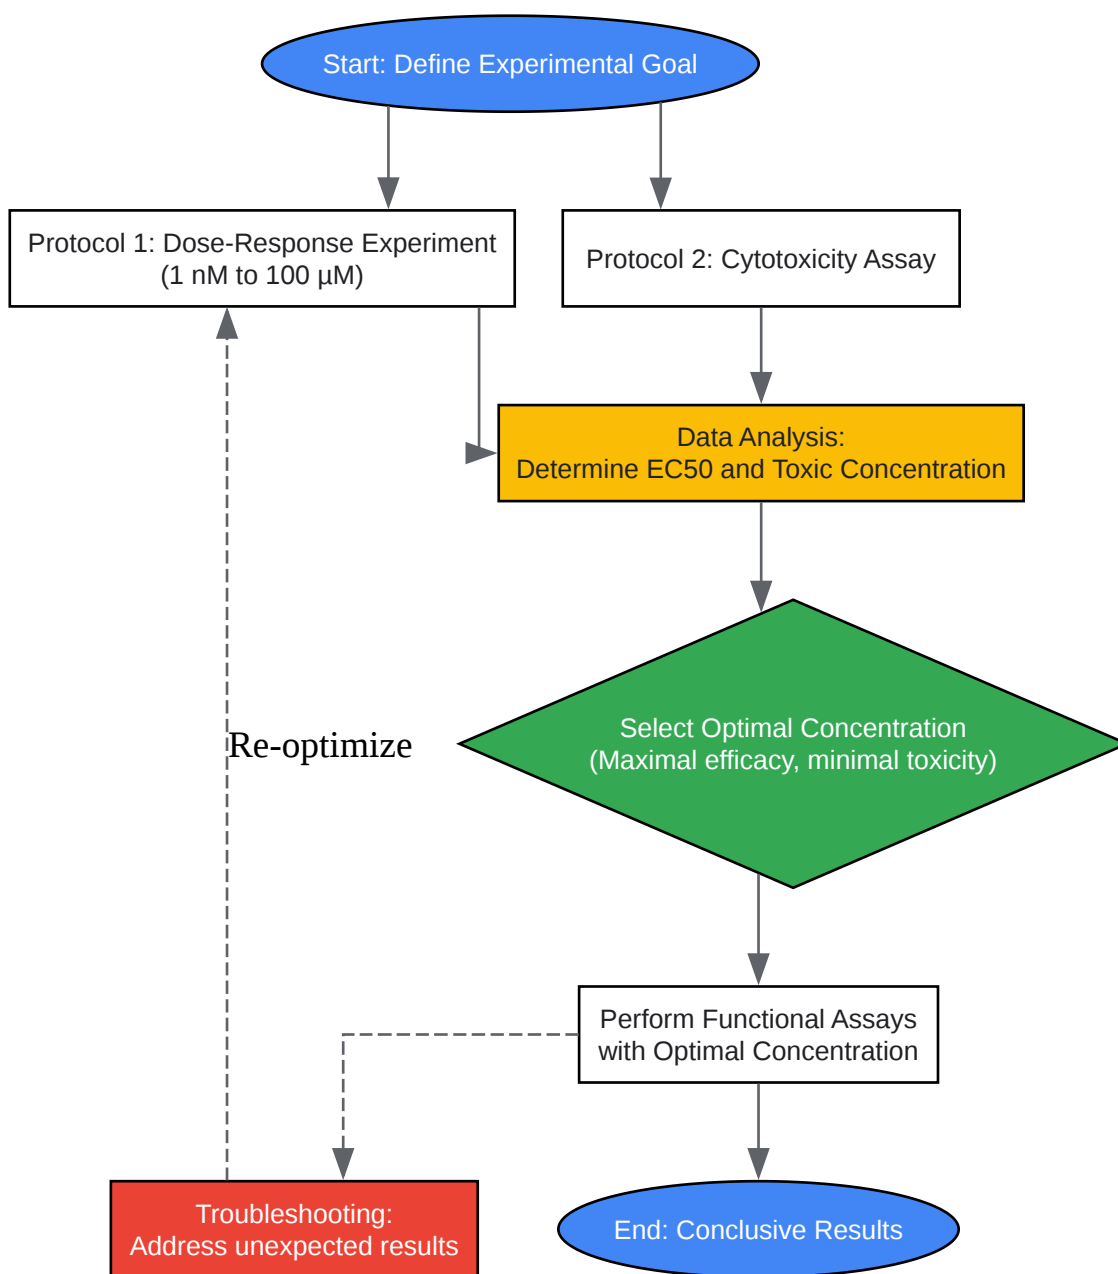 Start: Define Experimental Goal
Protocol 1: Dose-Response Experiment
(1 nM to 100 µM)
Protocol 2: Cytotoxicity Assay
Data Analysis:
Determine EC50 and Toxic Concentration
Select Optimal Concentration
(Maximal efficacy, minimal toxicity)
Re-optimize
Perform Functional Assays
with Optimal Concentration
Troubleshooting:
Address unexpected results
End: Conclusive Results